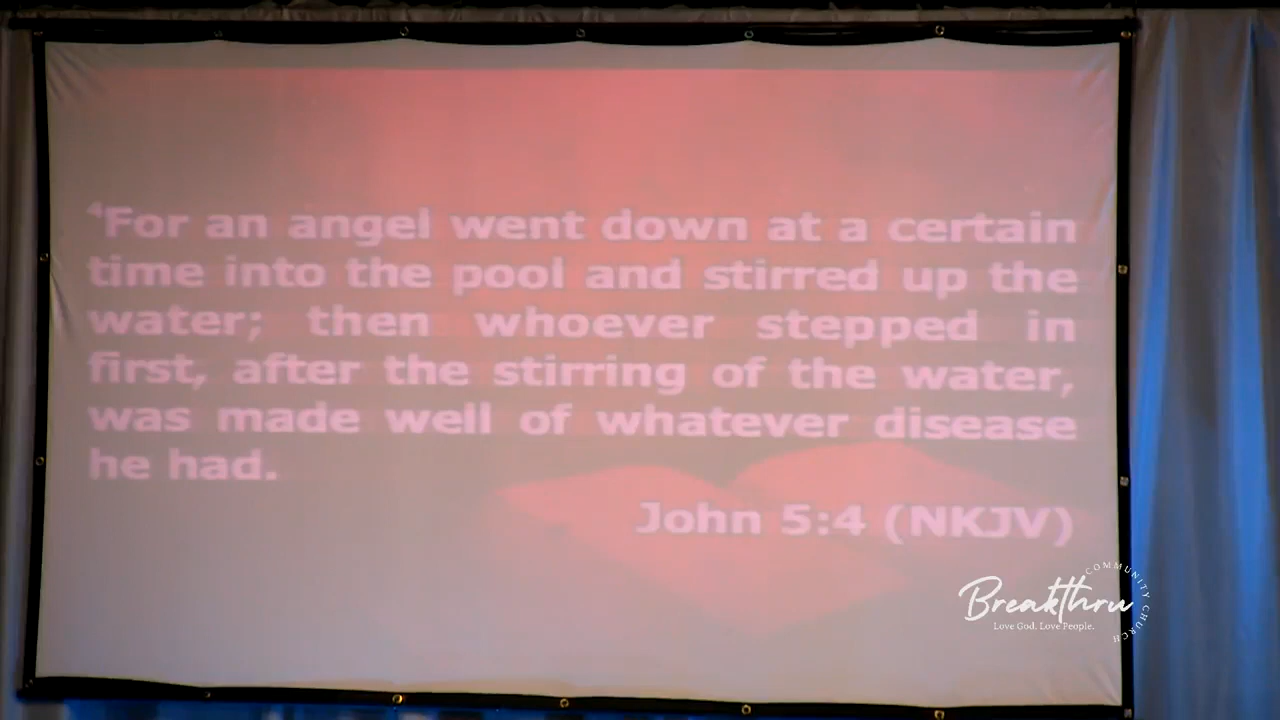 ⁴For an angel went down at a certain
time into the pool and stirred up the
water; then whoever stepped in
first, after the stirring of the water,
was made well of whatever disease
he had.
John 5:4 (NKJV)
Breakthru
COMMUNITY CHURCH
Love God. Love People.